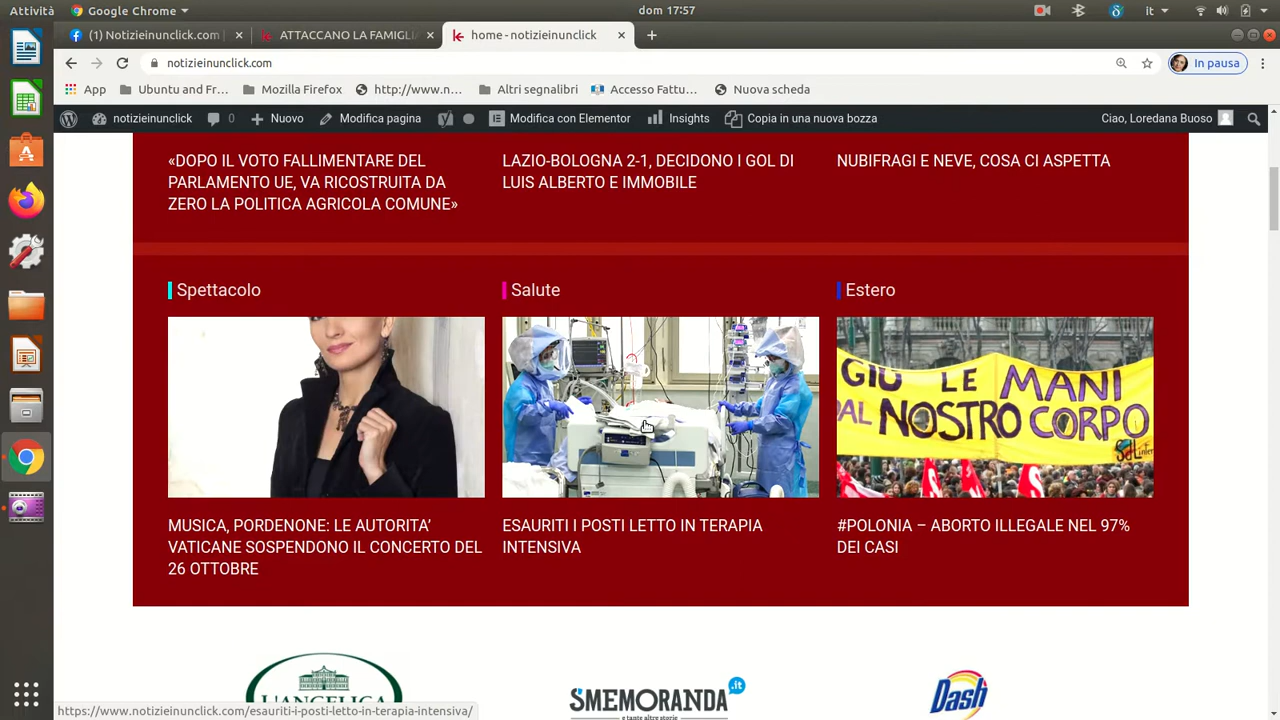 Attività
Google Chrome
dom 17:57
it
(1) Notizieinunclick.com
ATTACCANO LA FAMIGLI
home - notizieinunclick
notizieinunclick.com
In pausa
App
Ubuntu and Fr…
Mozilla Firefox
http://www.n…
Altri segnalibri
Accesso Fattu…
Nuova scheda
notizieinunclick
0
Nuovo
Modifica pagina
Modifica con Elementor
Insights
Copia in una nuova bozza
Ciao, Loredana Buoso
«DOPO IL VOTO FALLIMENTARE DEL
PARLAMENTO UE, VA RICOSTRUITA DA
ZERO LA POLITICA AGRICOLA COMUNE»
LAZIO-BOLOGNA 2-1, DECIDONO I GOL DI
LUIS ALBERTO E IMMOBILE
NUBIFRAGI E NEVE, COSA CI ASPETTA
Spettacolo
Salute
Estero
GIÙ LE MANI
DAL NOSTRO CORPO
MUSICA, PORDENONE: LE AUTORITA’
VATICANE SOSPENDONO IL CONCERTO DEL
26 OTTOBRE
ESAURITI I POSTI LETTO IN TERAPIA
INTENSIVA
#POLONIA – ABORTO ILLEGALE NEL 97%
DEI CASI
L'ANGELICA
SMEMORANDA.it
e tante altre storie
Dash
https://www.notizieinunclick.com/esauriti-i-posti-letto-in-terapia-intensiva/